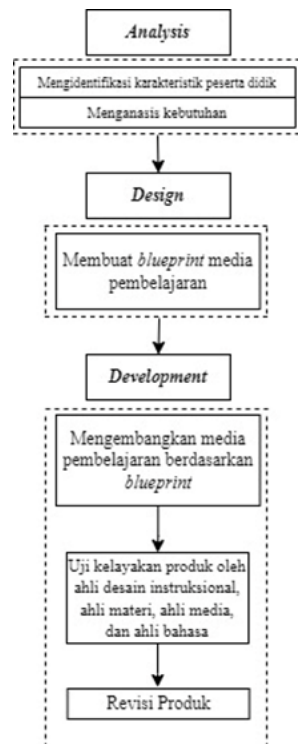 Analysis
Mengidentifikasi karakteristik peserta didik
Menganasis kebutuhan
Design
Membuat blueprint media
pembelajaran
Development
Mengembangkan media
pembelajaran berdasarkan
blueprint
Uji kelayakan produk oleh
ahli desain instruksional,
ahli materi, ahli media,
dan ahli bahasa
Revisi Produk